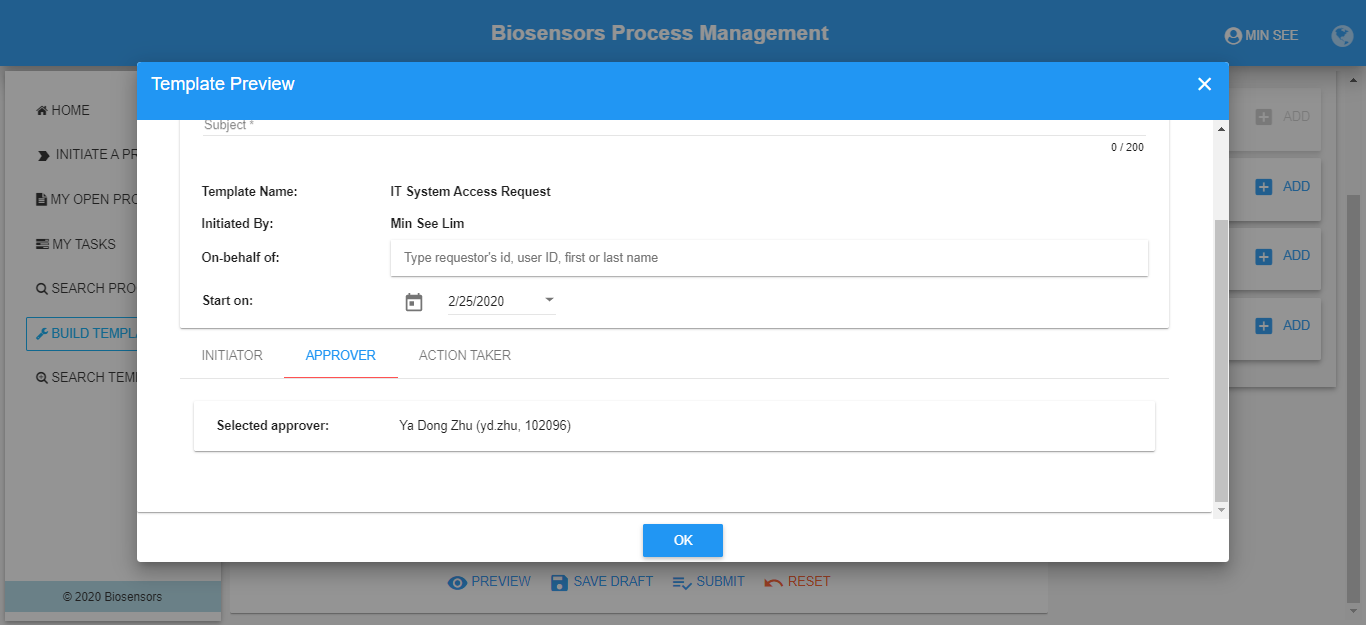 Biosensors Process Management
MIN SEE
Template Preview
HOME
INITIATE A PR
MY OPEN PRO
MY TASKS
SEARCH PRO
BUILD TEMPLA
SEARCH TEM
© 2020 Biosensors
Subject *
0 / 200
Template Name: IT System Access Request
Initiated By: Min See Lim
On-behalf of: Type requestor's id, user ID, first or last name
Start on: 2/25/2020
INITIATOR APPROVER ACTION TAKER
Selected approver: Ya Dong Zhu (yd.zhu, 102096)
OK
ADD
ADD
ADD
ADD
PREVIEW SAVE DRAFT SUBMIT RESET